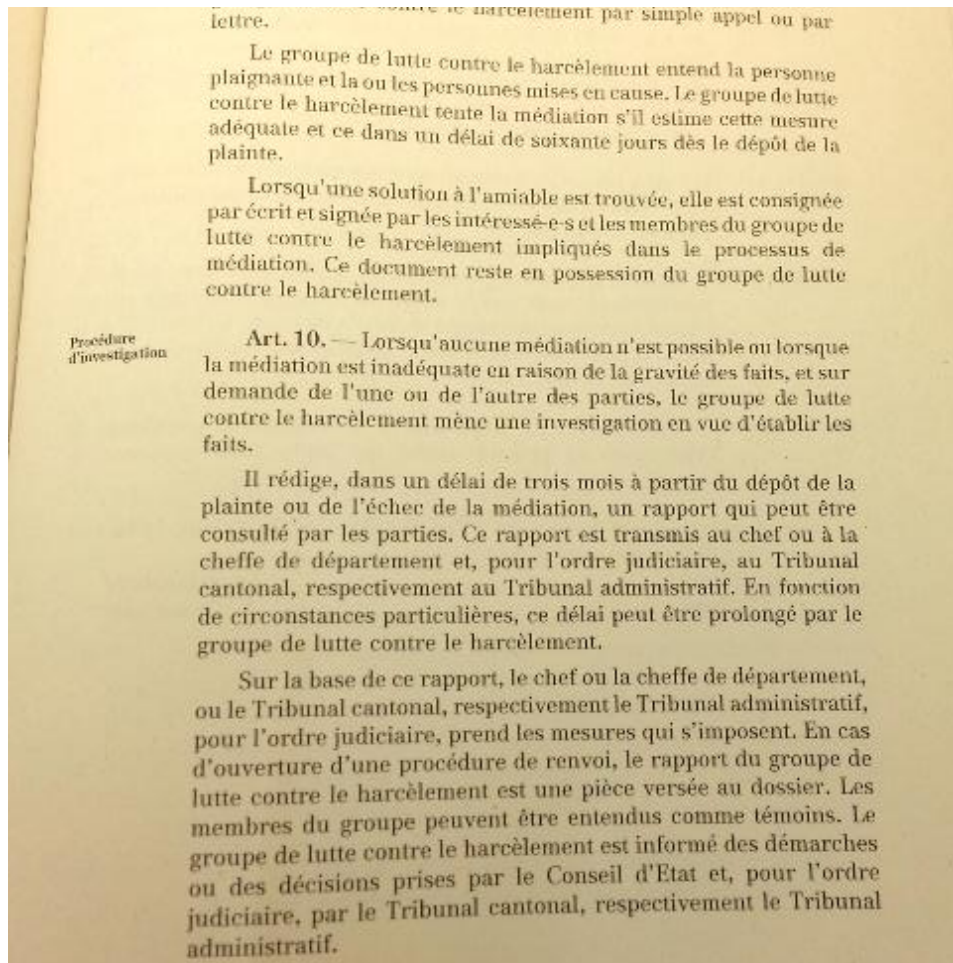 contre le harcèlement par simple appel ou par
lettre.
Le groupe de lutte contre le harcèlement entend la personne
plaignante et la ou les personnes mises en cause. Le groupe de lutte
contre le harcèlement tente la médiation s'il estime cette mesure
adéquate et ce dans un délai de soixante jours dès le dépôt de la
plainte.
Lorsqu'une solution à l'amiable est trouvée, elle est consignée
par écrit et signée par les intéressé-e-s et les membres du groupe de
lutte contre le harcèlement impliqués dans le processus de
médiation. Ce document reste en possession du groupe de lutte
contre le harcèlement.
Procédure
d'investigation
Art. 10. — Lorsqu'aucune médiation n'est possible ou lorsque
la médiation est inadéquate en raison de la gravité des faits, et sur
demande de l'une ou de l'autre des parties, le groupe de lutte
contre le harcèlement mène une investigation en vue d'établir les
faits.
Il rédige, dans un délai de trois mois à partir du dépôt de la
plainte ou de l'échec de la médiation, un rapport qui peut être
consulté par les parties. Ce rapport est transmis au chef ou à la
cheffe de département et, pour l'ordre judiciaire, au Tribunal
cantonal, respectivement au Tribunal administratif. En fonction
de circonstances particulières, ce délai peut être prolongé par le
groupe de lutte contre le harcèlement.
Sur la base de ce rapport, le chef ou la cheffe de département,
ou le Tribunal cantonal, respectivement le Tribunal administratif,
pour l'ordre judiciaire, prend les mesures qui s'imposent. En cas
d'ouverture d'une procédure de renvoi, le rapport du groupe de
lutte contre le harcèlement est une pièce versée au dossier. Les
membres du groupe peuvent être entendus comme témoins. Le
groupe de lutte contre le harcèlement est informé des démarches
ou des décisions prises par le Conseil d'Etat et, pour l'ordre
judiciaire, par le Tribunal cantonal, respectivement le Tribunal
administratif.